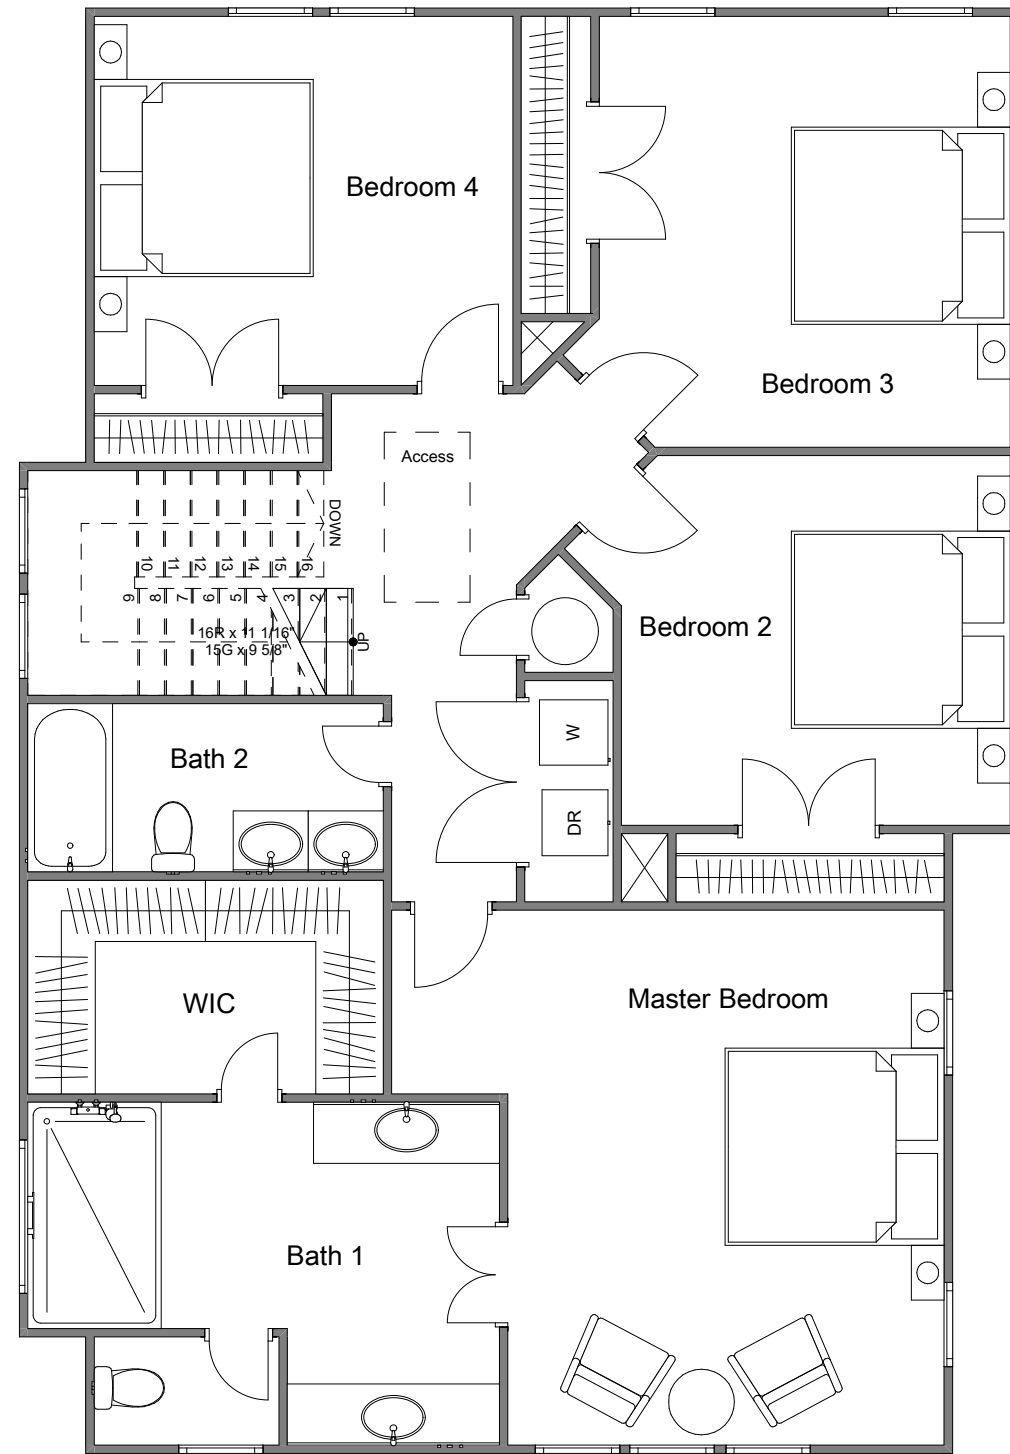 Bedroom 4
Bedroom 3
Access
DOWN
10 11 12 13 14 15 16
9 8 7 6 5 4 3 2 1
16R x 11 1/16"
15G x 9 5/8"
UP
Bedroom 2
W
Bath 2
DR
WIC
Master Bedroom
Bath 1